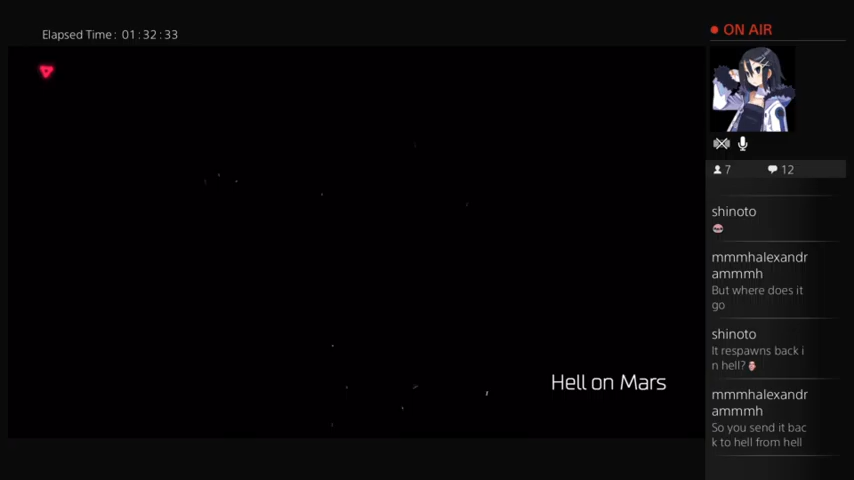 Elapsed Time: 01:32:33
ON AIR
7 12
shinoto
mmmhalexandr
ammmh
But where does it
go
shinoto
It respawns back i
n hell?
mmmhalexandr
ammmh
So you send it bac
k to hell from hell
Hell on Mars